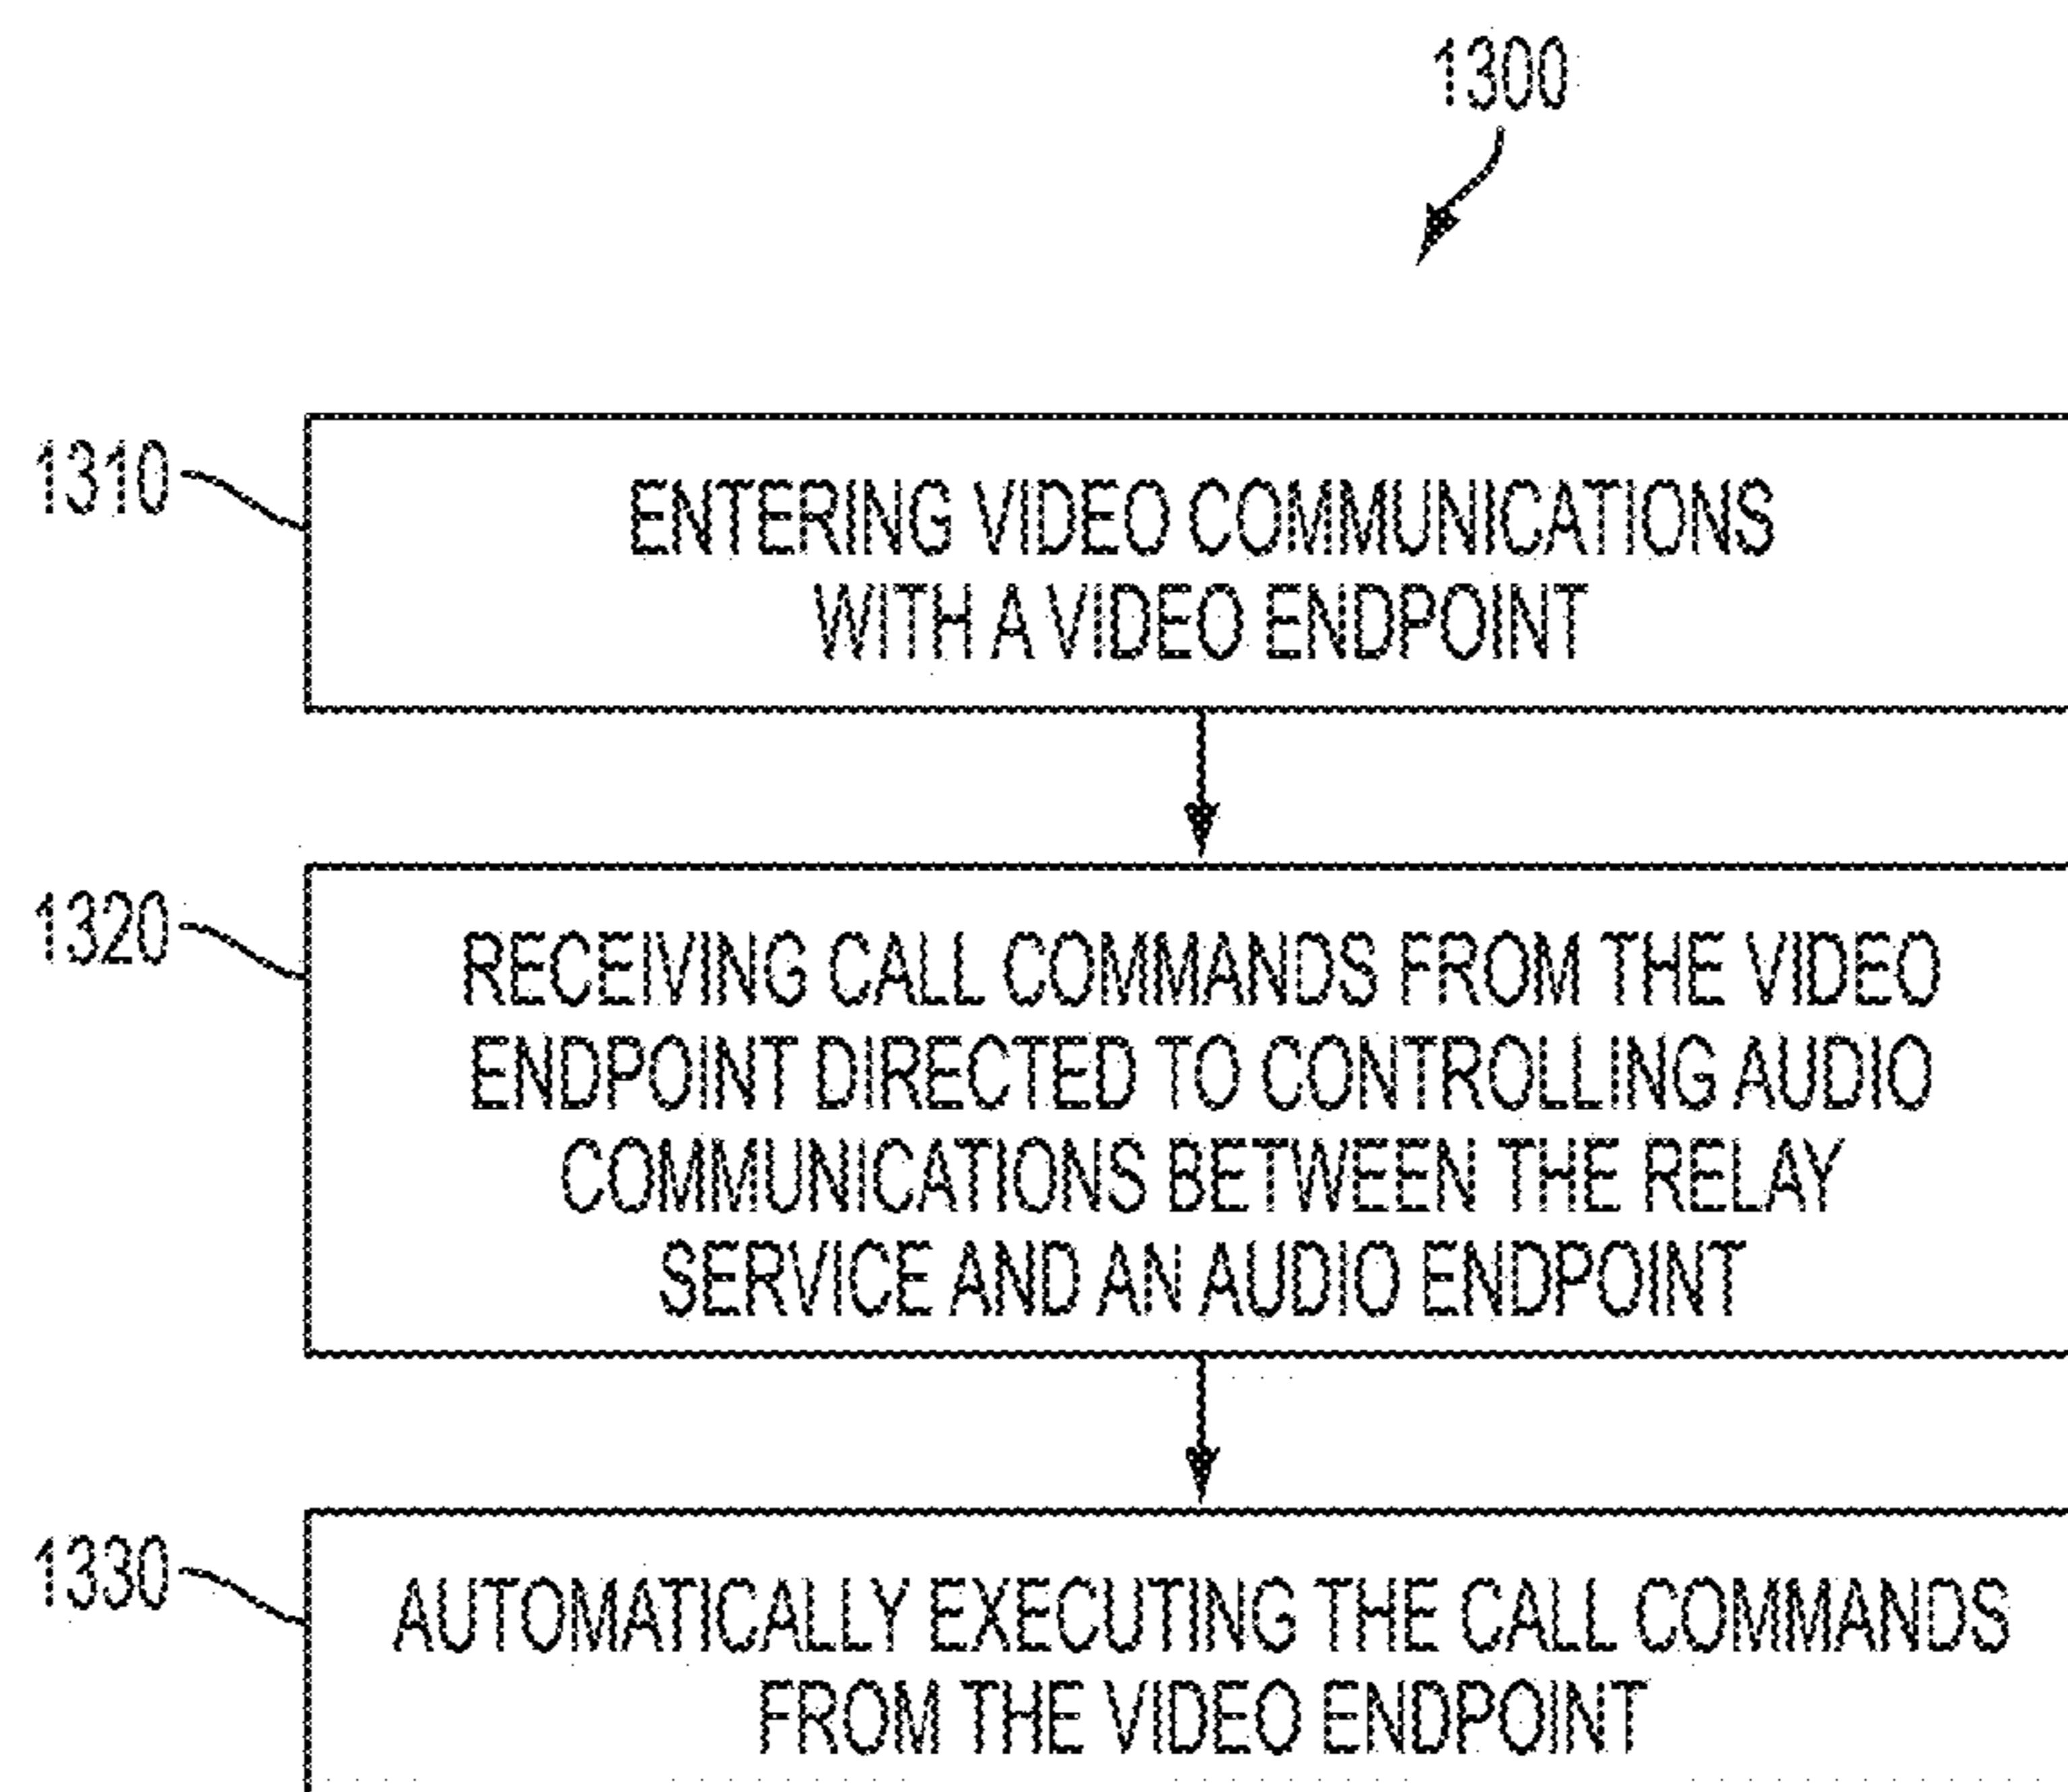 1300
1310
ENTERING VIDEO COMMUNICATIONS
WITH A VIDEO ENDPOINT
1320
RECEIVING CALL COMMANDS FROM THE VIDEO
ENDPOINT DIRECTED TO CONTROLLING AUDIO
COMMUNICATIONS BETWEEN THE RELAY
SERVICE AND AN AUDIO ENDPOINT
1330
AUTOMATICALLY EXECUTING THE CALL COMMANDS
FROM THE VIDEO ENDPOINT